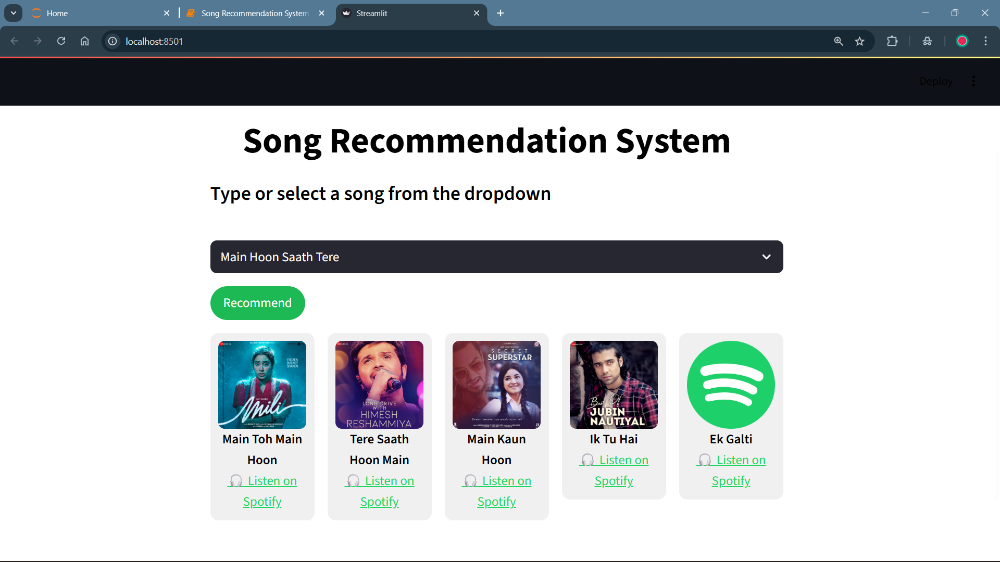 Home
Song Recommendation System
Streamlit
localhost:8501
Deploy
Song Recommendation System
Type or select a song from the dropdown
Main Hoon Saath Tere
Recommend
FROZEN
BUT NOT
SHAKEN
Mili
Main Toh Main
Hoon
Listen on
Spotify
LONG DRIVE
WITH
HIMESH
RESHAMMIYA
Tere Saath
Hoon Main
Listen on
Spotify
SECRET
SUPERSTAR
Main Kaun
Hoon
Listen on
Spotify
Best Of
JUBIN
NAUTIYAL
Ik Tu Hai
Listen on
Spotify
Ek Galti
Listen on
Spotify